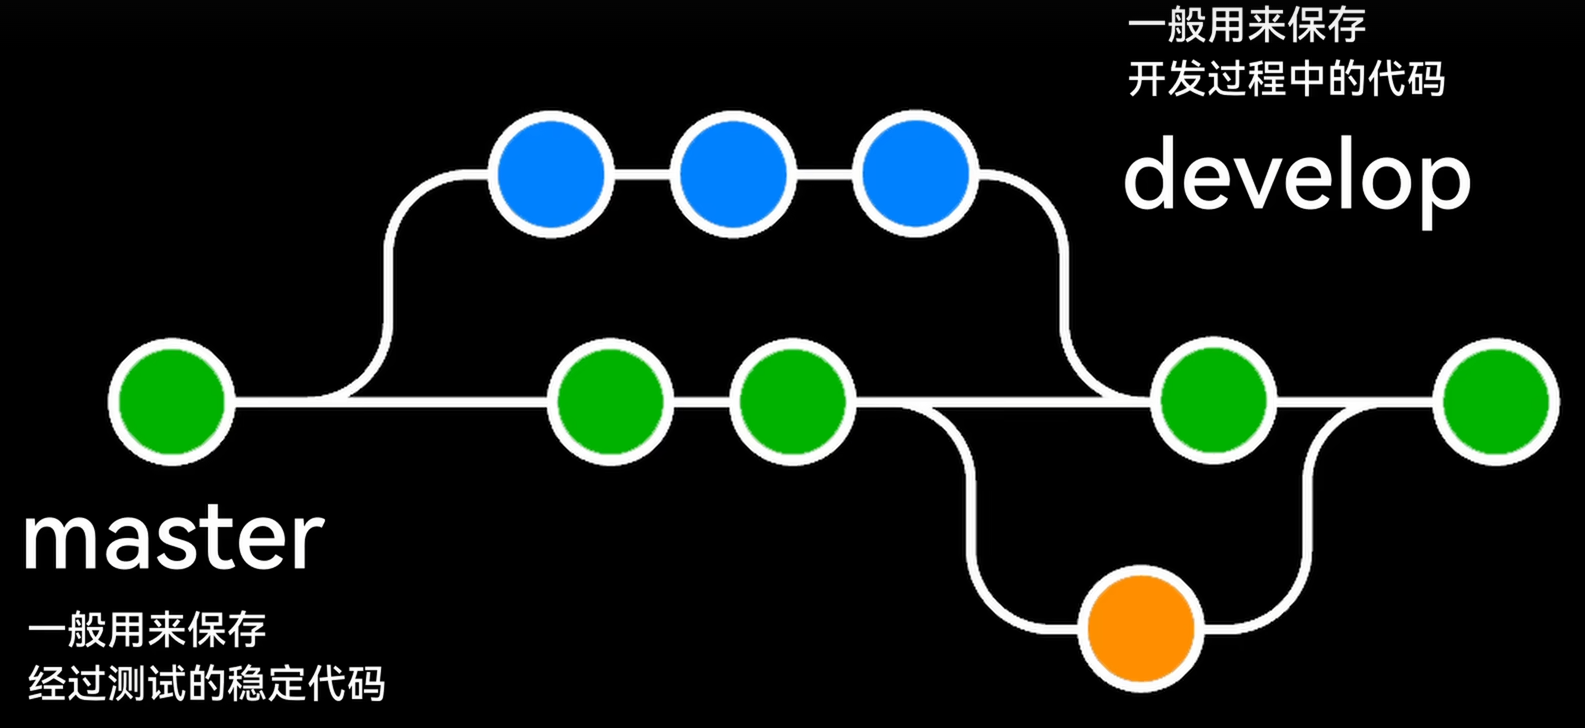 一般用来保存
开发过程中的代码
develop
master
一般用来保存
经过测试的稳定代码